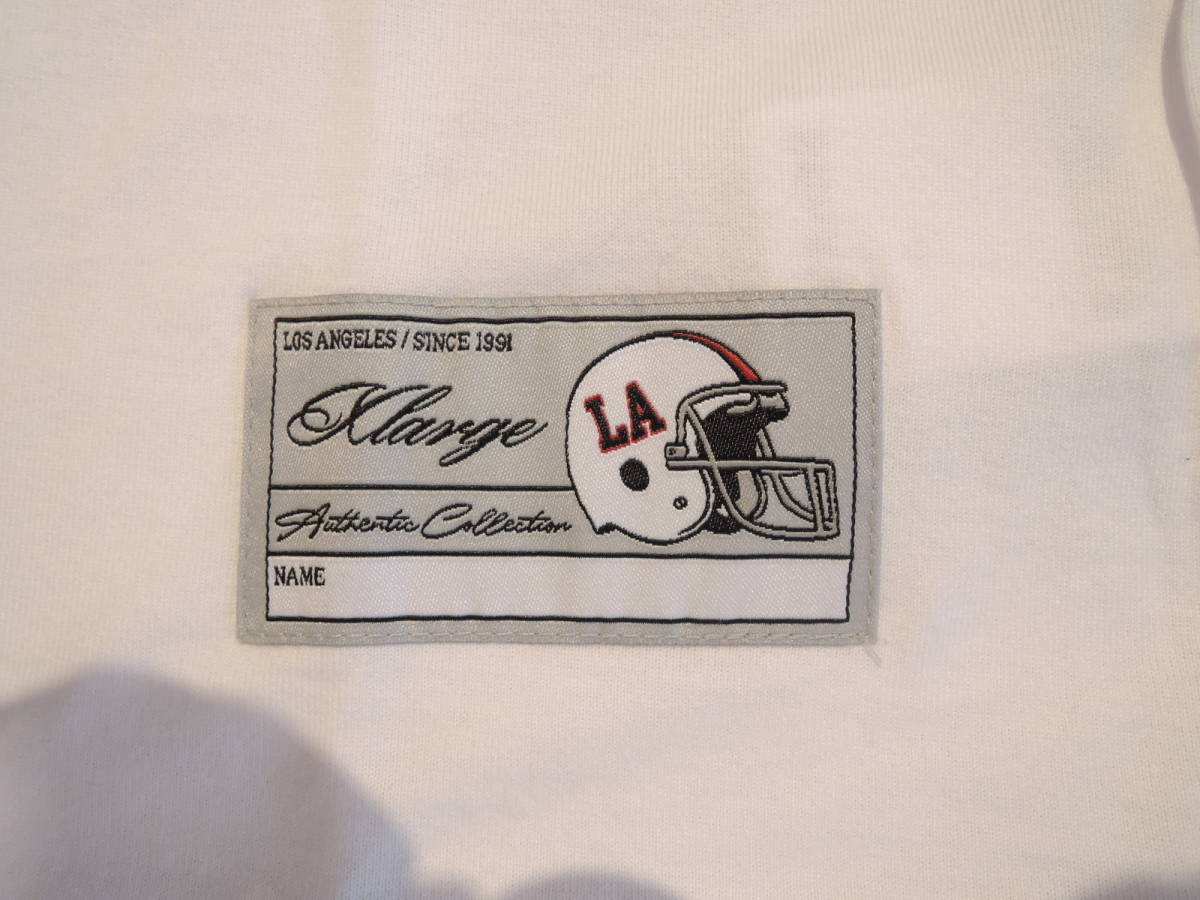 LOS ANGELES / SINCE 1991
Xlarge
LA
Authentic Collection
NAME